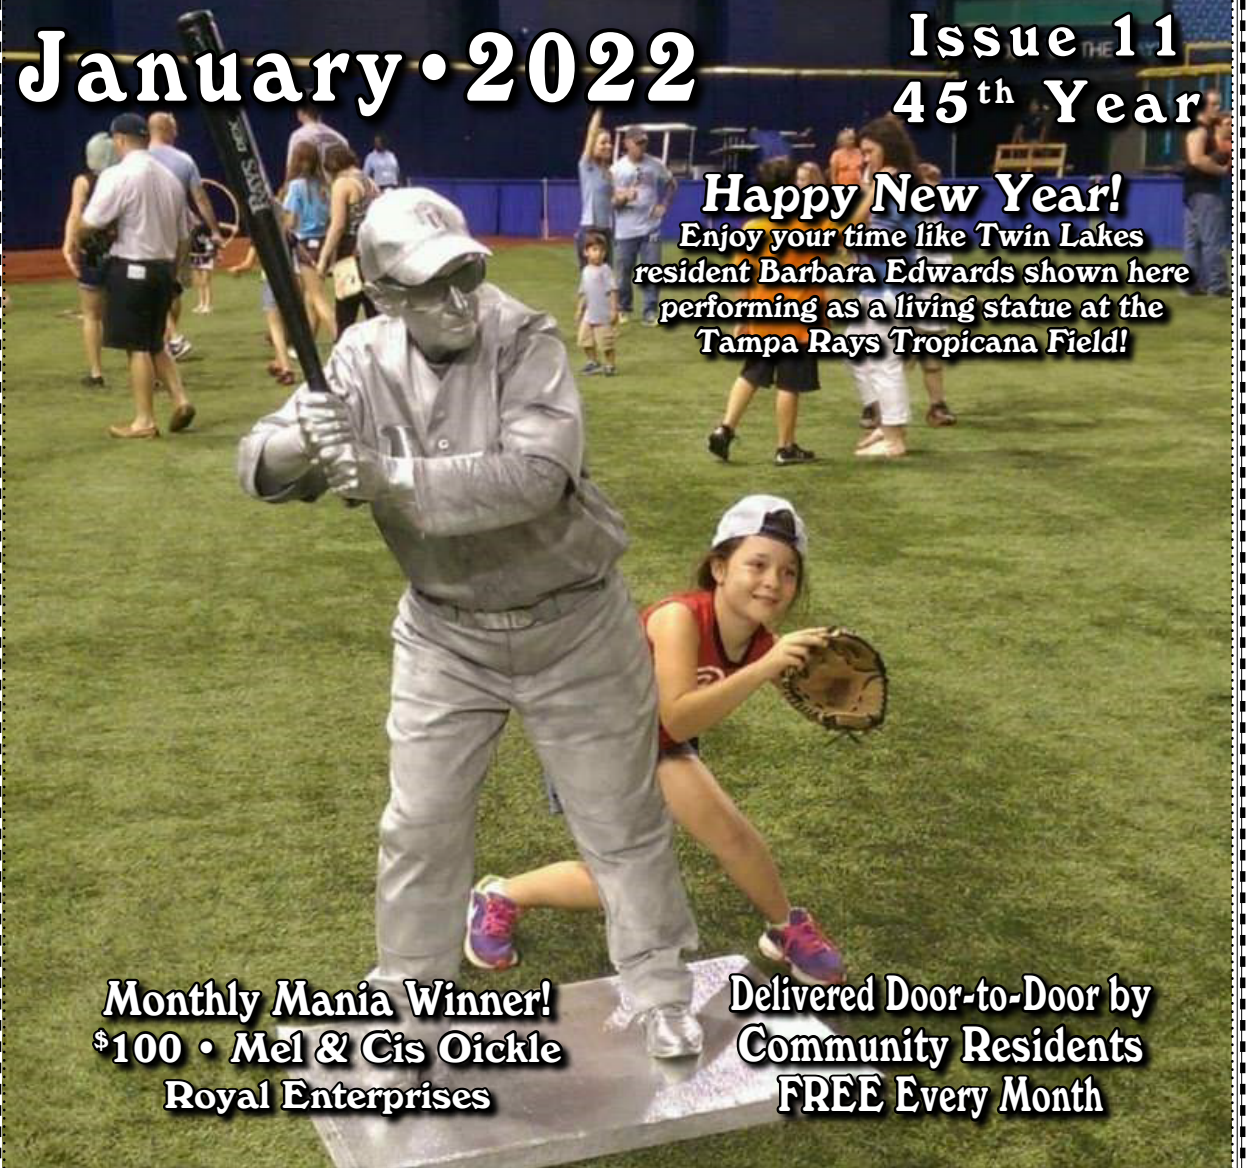 January•2022
Issue 11
45th Year
THE
Happy New Year!
Enjoy your time like Twin Lakes
resident Barbara Edwards shown here
performing as a living statue at the
Tampa Rays Tropicana Field!
RAYS
Monthly Mania Winner!
$100 • Mel & Cis Oickle
Royal Enterprises
Delivered Door-to-Door by
Community Residents
FREE Every Month